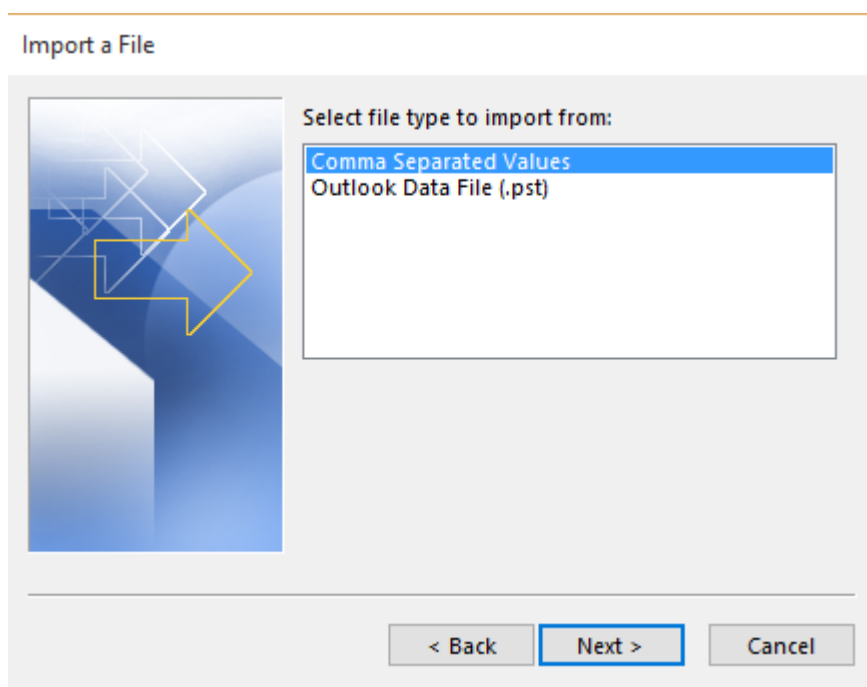 Import a File
Select file type to import from:
Comma Separated Values
Outlook Data File (.pst)
< Back Next > Cancel